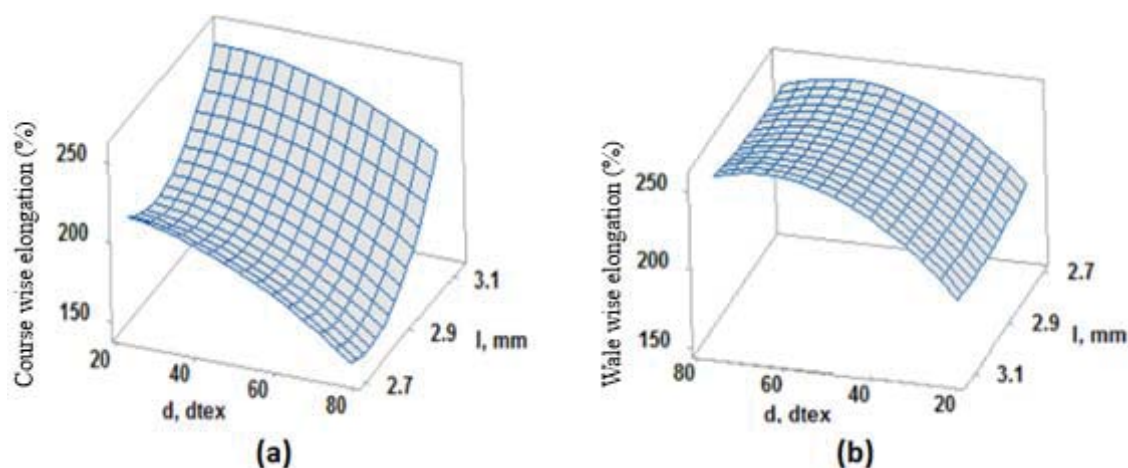 Course wise elongation (%)
250
200
150
20
40
60
80
d, dtex
2.7
2.9
3.1
l, mm
(a)
Wale wise elongation (%)
250
200
150
80
60
40
20
d, dtex
3.1
2.9
2.7
l, mm
(b)